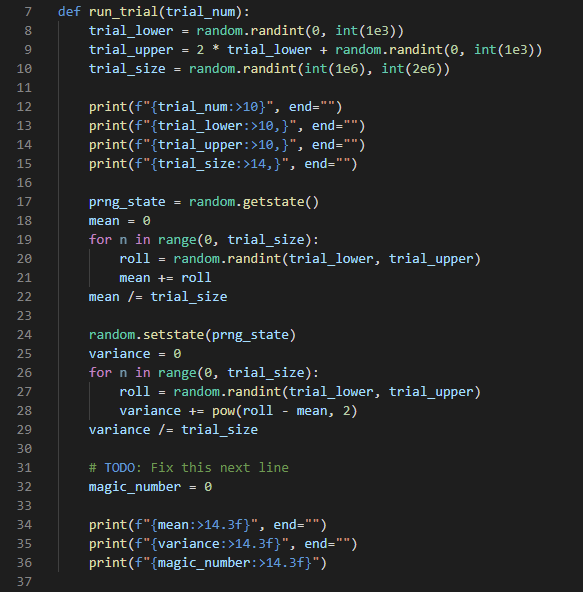 7 def run_trial(trial_num):
8     trial_lower = random.randint(0, int(1e3))
9     trial_upper = 2 * trial_lower + random.randint(0, int(1e3))
10     trial_size = random.randint(int(1e6), int(2e6))
11
12     print(f"{trial_num:>10}", end="")
13     print(f"{trial_lower:>10,}", end="")
14     print(f"{trial_upper:>10,}", end="")
15     print(f"{trial_size:>14,}", end="")
16
17     prng_state = random.getstate()
18     mean = 0
19     for n in range(0, trial_size):
20         roll = random.randint(trial_lower, trial_upper)
21         mean += roll
22     mean /= trial_size
23
24     random.setstate(prng_state)
25     variance = 0
26     for n in range(0, trial_size):
27         roll = random.randint(trial_lower, trial_upper)
28         variance += pow(roll - mean, 2)
29     variance /= trial_size
30
31     # TODO: Fix this next line
32     magic_number = 0
33
34     print(f"{mean:>14.3f}", end="")
35     print(f"{variance:>14.3f}", end="")
36     print(f"{magic_number:>14.3f}")
37